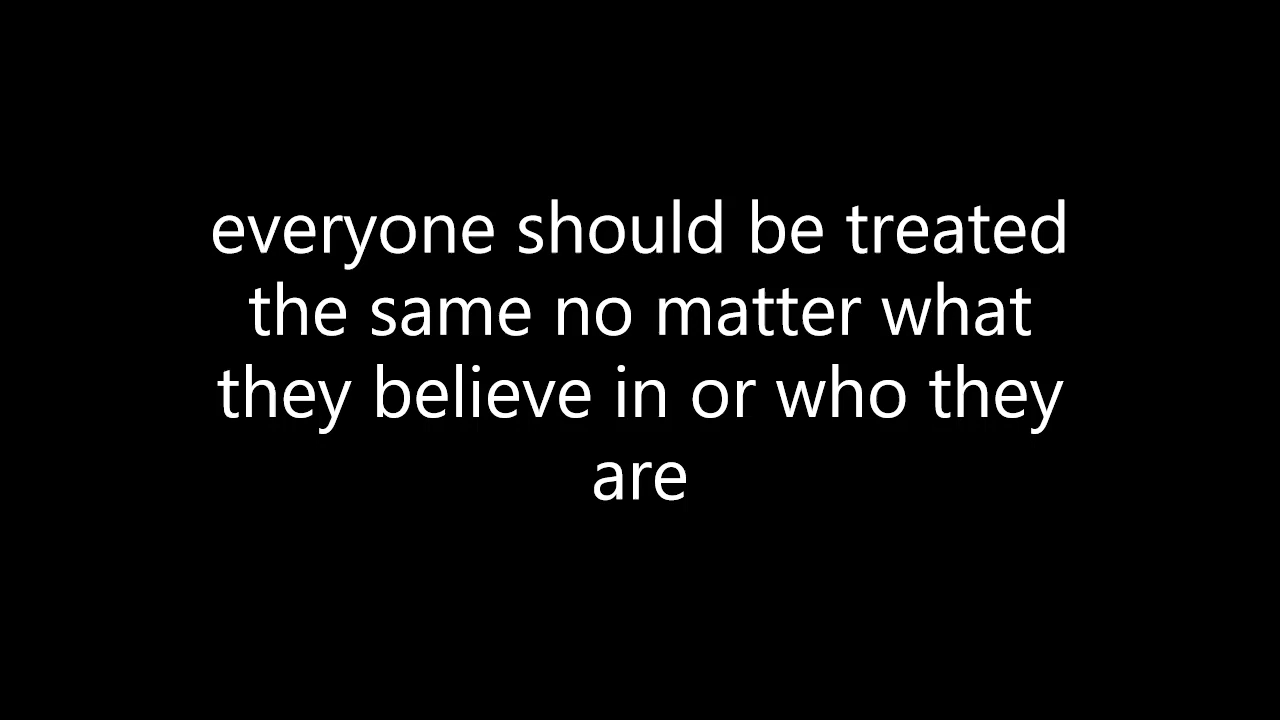 everyone should be treated
the same no matter what
they believe in or who they
are